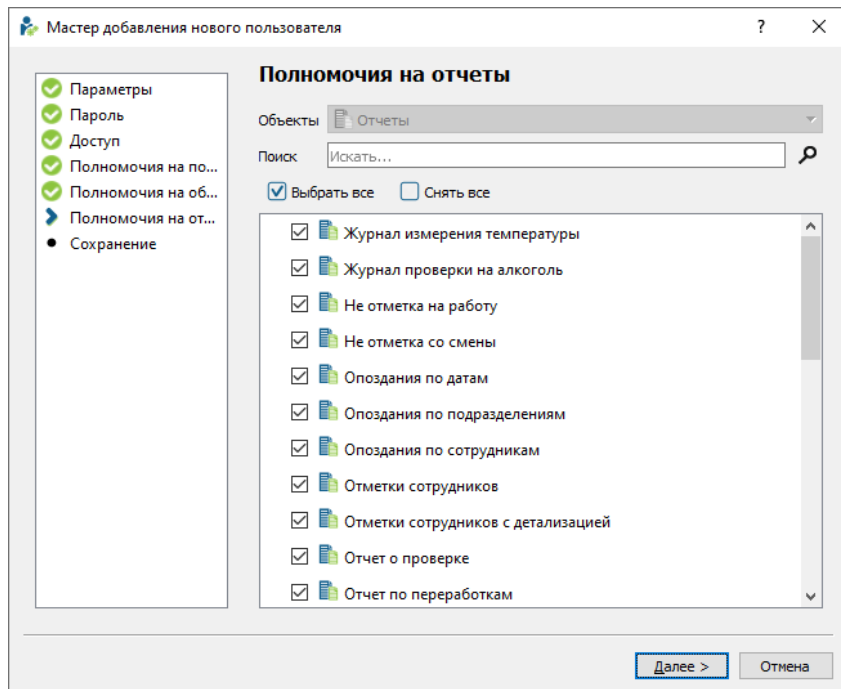 Мастер добавления нового пользователя
?
Параметры
Пароль
Доступ
Полномочия на по...
Полномочия на об...
Полномочия на от...
Сохранение
Полномочия на отчеты
Объекты Отчеты
Поиск Искать...
Выбрать все Снять все
Журнал измерения температуры
Журнал проверки на алкоголь
Не отметка на работу
Не отметка со смены
Опоздания по датам
Опоздания по подразделениям
Опоздания по сотрудникам
Отметки сотрудников
Отметки сотрудников с детализацией
Отчет о проверке
Отчет по переработкам
Далее > Отмена